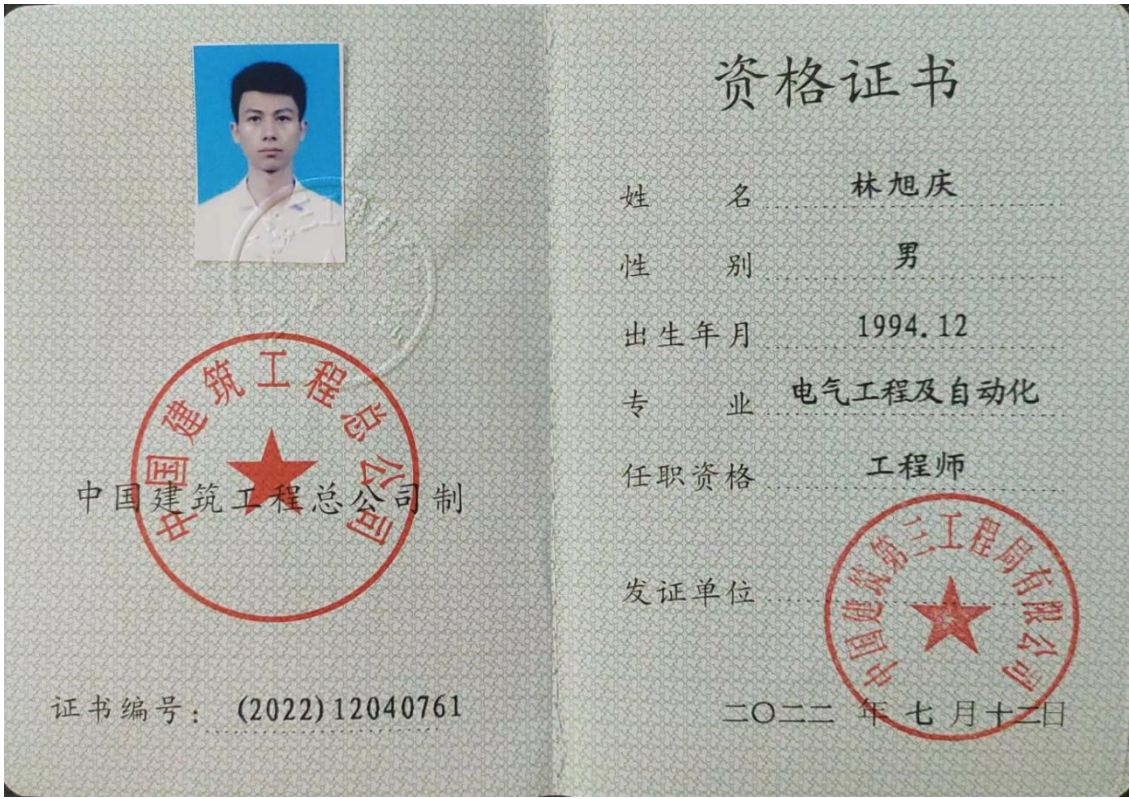 中国建筑工程总公司
中国建筑工程总公司制
证书编号：(2022)12040761
资格证书
姓名 林旭庆
性别 男
出生年月 1994.12
专业 电气工程及自动化
任职资格 工程师
发证单位
中国建筑第三工程局有限公司
二〇二二年七月十二日